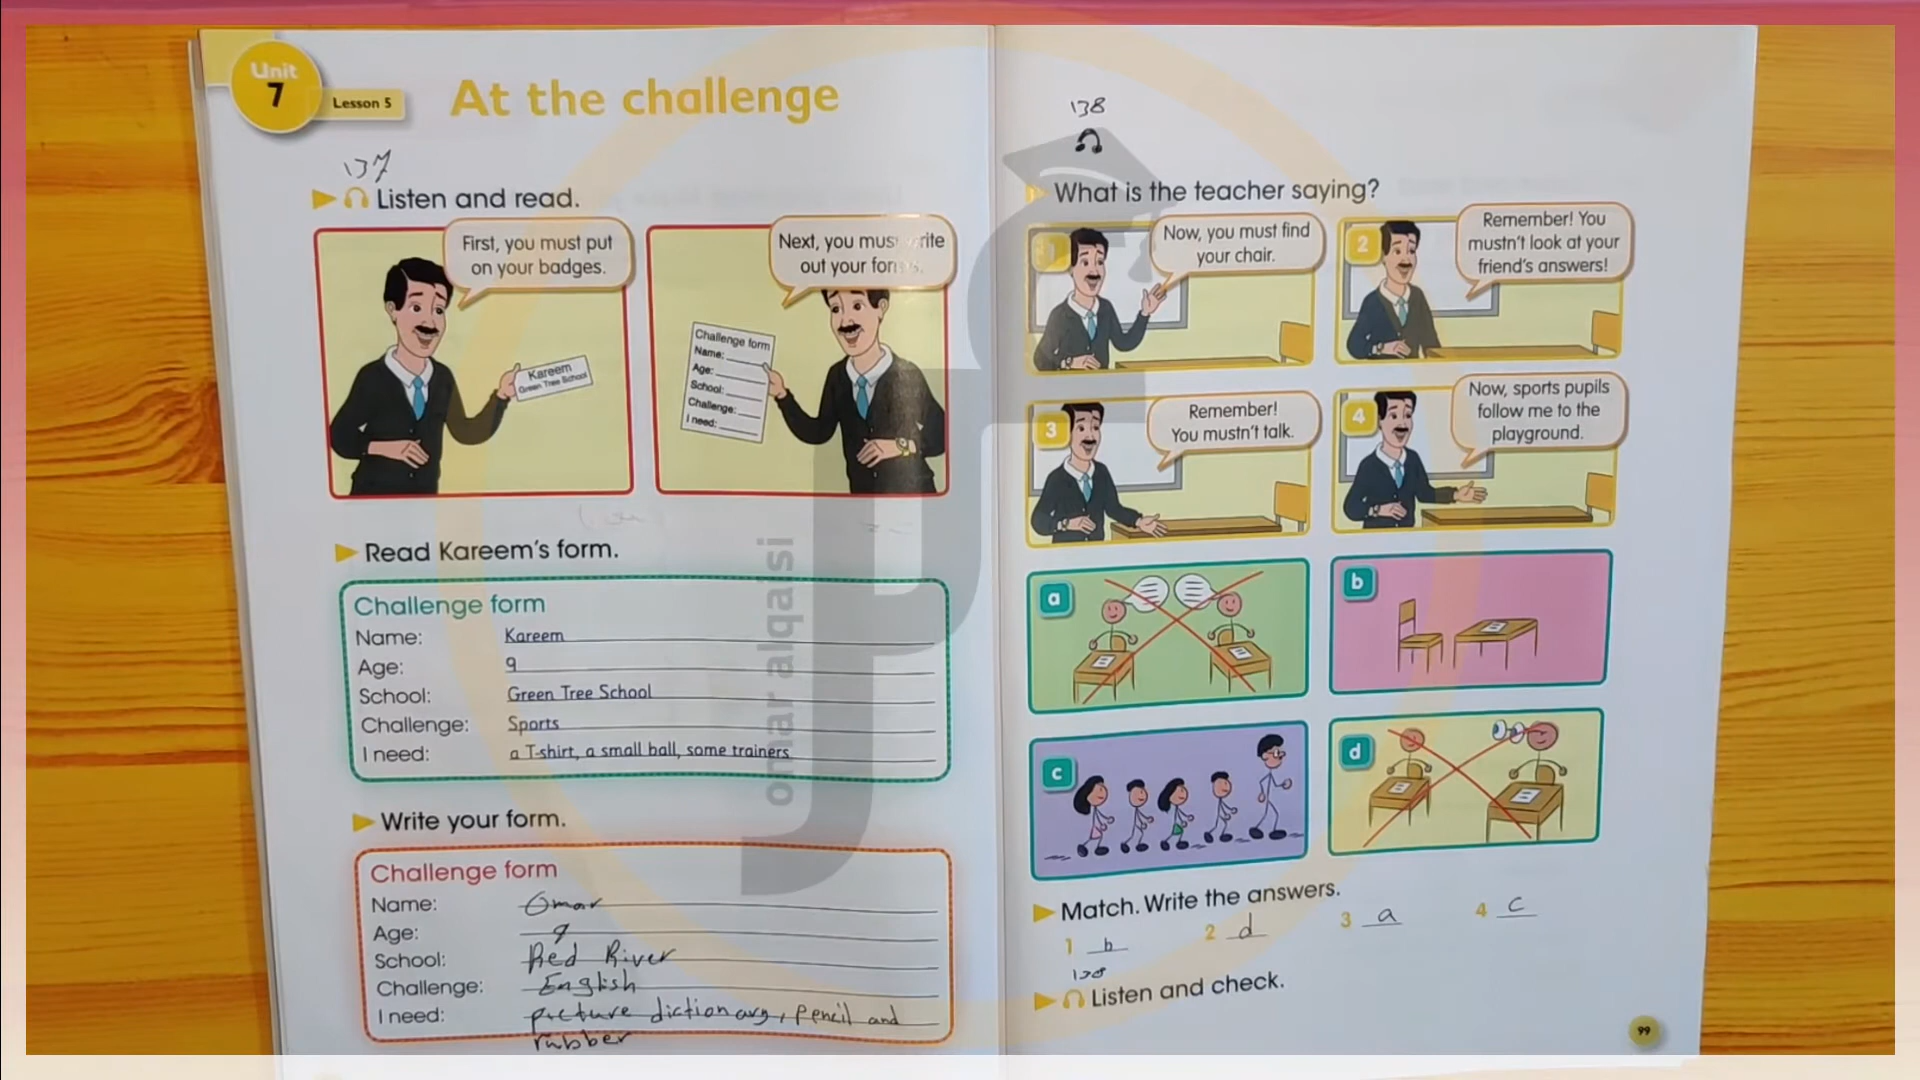 Unit
7
Lesson 5
At the challenge
137
Listen and read.
First, you must put
on your badges.
Kareem
Green Tree School
Next, you must write
out your forms.
Challenge form
Name:
Age:
School:
Challenge:
I need:
Read Kareem's form.
Challenge form
Name: Kareem
Age: 9
School: Green Tree School
Challenge: Sports
I need: a T-shirt, a small ball, some trainers
Write your form.
Challenge form
Name: Omar
Age: 9
School: Red River
Challenge: English
I need: picture dictionary, pencil and
rubber
omar alqaisi
138
What is the teacher saying?
1
Now, you must find
your chair.
2
Remember! You
mustn't look at your
friend's answers!
3
Remember!
You mustn't talk.
4
Now, sports pupils
follow me to the
playground.
a
b
c
d
Match. Write the answers.
1 b 2 d 3 a 4 c
138
Listen and check.
99